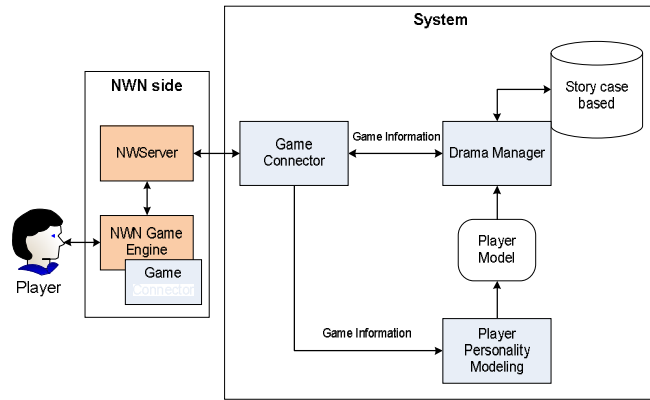 System
NWN side
Story case
based
NWServer
Game
Connector
Game Information
Drama Manager
NWN Game
Engine
Player
Model
Game
Connector
Player
Game Information
Player
Personality
Modeling